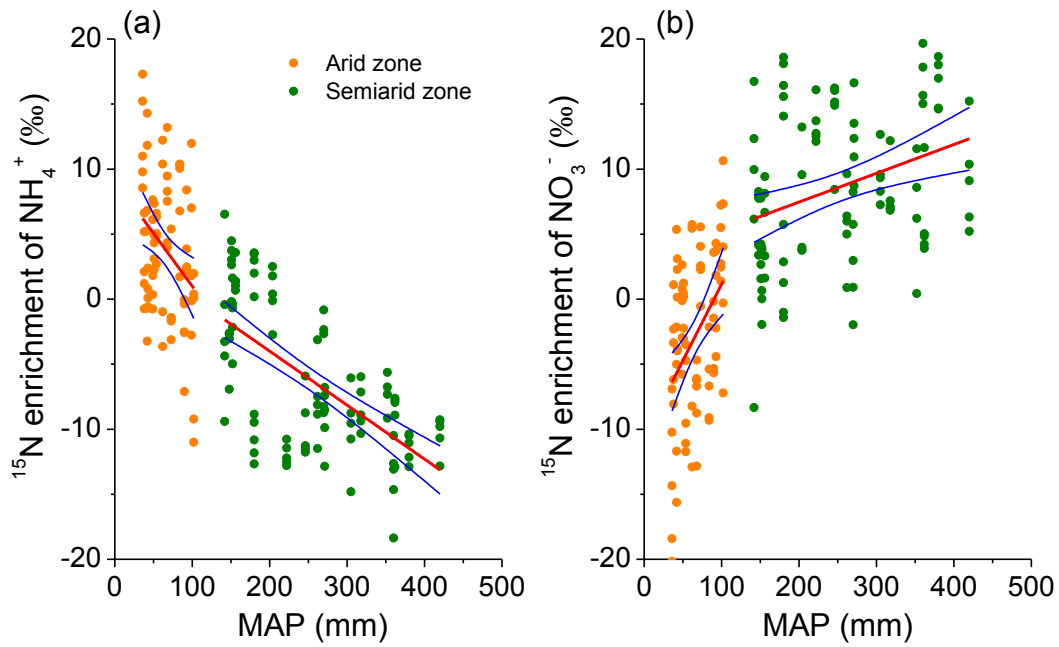 (a)
Arid zone
Semiarid zone
¹⁵N enrichment of NH₄⁺ (‰)
20
10
0
-10
-20
0 100 200 300 400 500
MAP (mm)
(b)
¹⁵N enrichment of NO₃⁻ (‰)
20
10
0
-10
-20
0 100 200 300 400 500
MAP (mm)